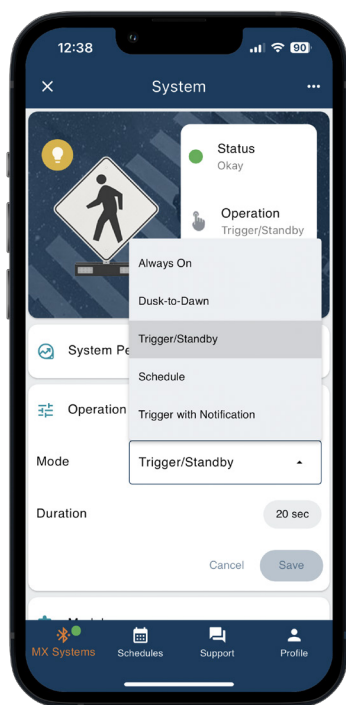 12:38
90
System
Status
Okay
Operation
Trigger/Standby
Always On
Dusk-to-Dawn
Trigger/Standby
Schedule
Trigger with Notification
System Pe
Operation
Mode
Trigger/Standby
Duration
20 sec
Cancel
Save
MX Systems
Schedules
Support
Profile